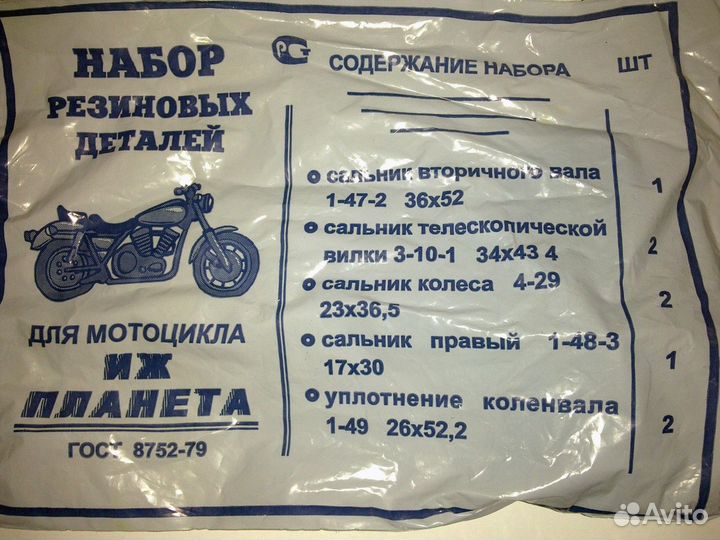 НАБОР
РЕЗИНОВЫХ
ДЕТАЛЕЙ
ДЛЯ МОТОЦИКЛА
ИЖ
ПЛАНЕТА
ГОСТ 8752-79
СОДЕРЖАНИЕ НАБОРА ШТ
сальник вторичного вала
1-47-2 36х52 1
сальник телескопической
вилки 3-10-1 34х43 4 2
сальник колеса 4-29
23х36,5 2
сальник правый 1-48-3
17х30 1
уплотнение коленвала
1-49 26х52,2 2
Avito